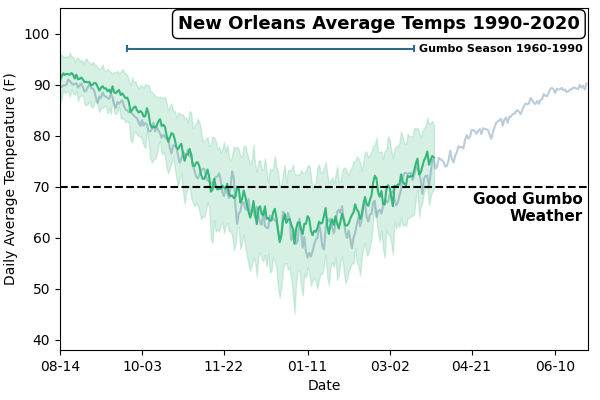 New Orleans Average Temps 1990-2020
Gumbo Season 1960-1990
Good Gumbo
Weather
Daily Average Temperature (F)
100
90
80
70
60
50
40
08-14
10-03
11-22
01-11
03-02
04-21
06-10
Date